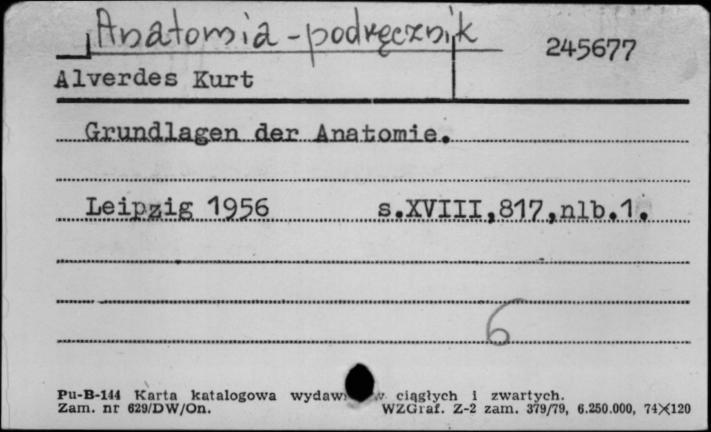 Anatomia - podręcznik
245677
Alverdes Kurt
Grundlagen der Anatomie.
Leipzig 1956 s.XVIII,817,nlb.1.
6
Pu-B-144 Karta katalogowa ciągłych i zwartych.
Zam. nr 629/DW/On. WZGraf. Z-2 zam. 379/79, 6.250.000, 74×120